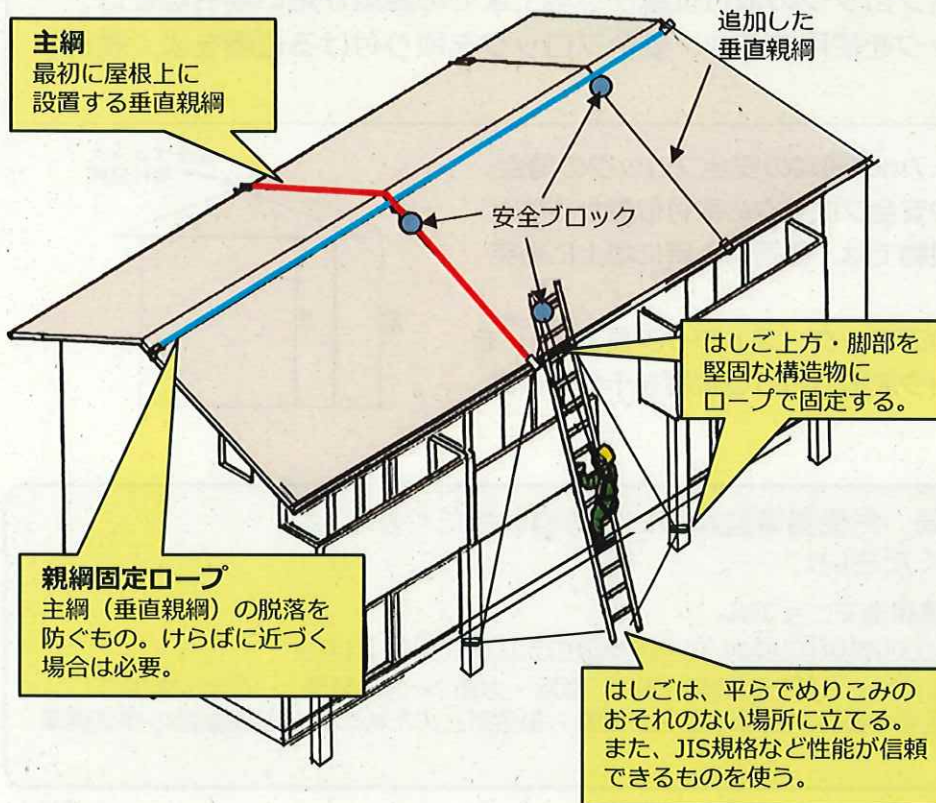 主綱
最初に屋根上に
設置する垂直親綱
追加した
垂直親綱
安全ブロック
はしご上方・脚部を
堅固な構造物に
ロープで固定する。
親綱固定ロープ
主綱（垂直親綱）の脱落を
防ぐもの。けらばに近づく
場合は必要。
はしごは、平らでめりこみの
おそれのない場所に立てる。
また、JIS規格など性能が信頼
できるものを使う。